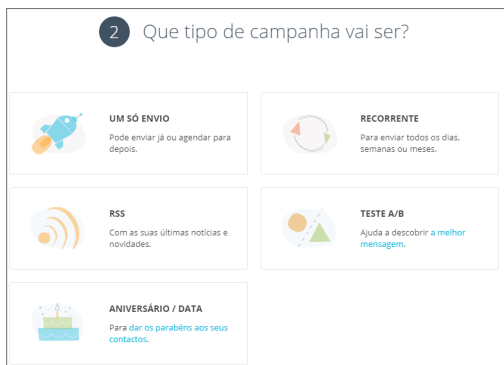 2 Que tipo de campanha vai ser?
UM SÓ ENVIO
Pode enviar já ou agendar para
depois.
RECORRENTE
Para enviar todos os dias,
semanas ou meses.
RSS
Com as suas últimas notícias e
novidades.
TESTE A/B
Ajuda a descobrir a melhor
mensagem.
ANIVERSÁRIO / DATA
Para dar os parabéns aos seus
contactos.